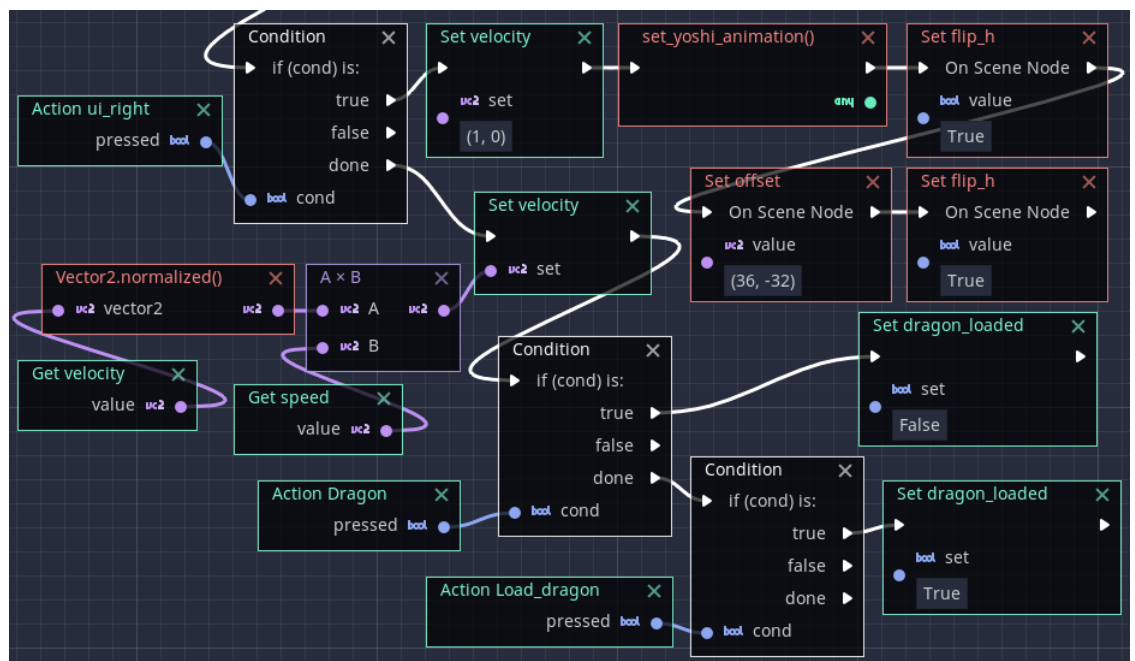 Condition
if (cond) is:
true
false
done
bool cond
Set velocity
vc2 set
(1, 0)
set_yoshi_animation()
any
Set flip_h
On Scene Node
bool value
True
Action ui_right
pressed bool
Set velocity
vc2 set
Set offset
On Scene Node
vc2 value
(36, -32)
Set flip_h
On Scene Node
bool value
True
Vector2.normalized()
vc2 vector2 vc2
A × B
vc2 A vc2
vc2 B
Get velocity
value vc2
Get speed
value vc2
Condition
if (cond) is:
true
false
done
bool cond
Set dragon_loaded
bool set
False
Action Dragon
pressed bool
Condition
if (cond) is:
true
false
done
bool cond
Set dragon_loaded
bool set
True
Action Load_dragon
pressed bool